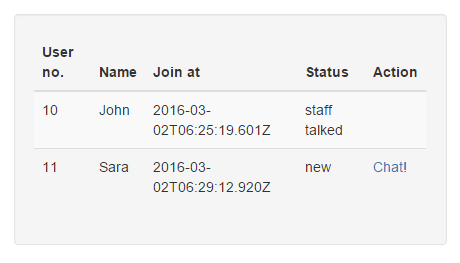 User no. Name Join at Status Action
10 John 2016-03-02T06:25:19.601Z staff talked
11 Sara 2016-03-02T06:29:12.920Z new Chat!